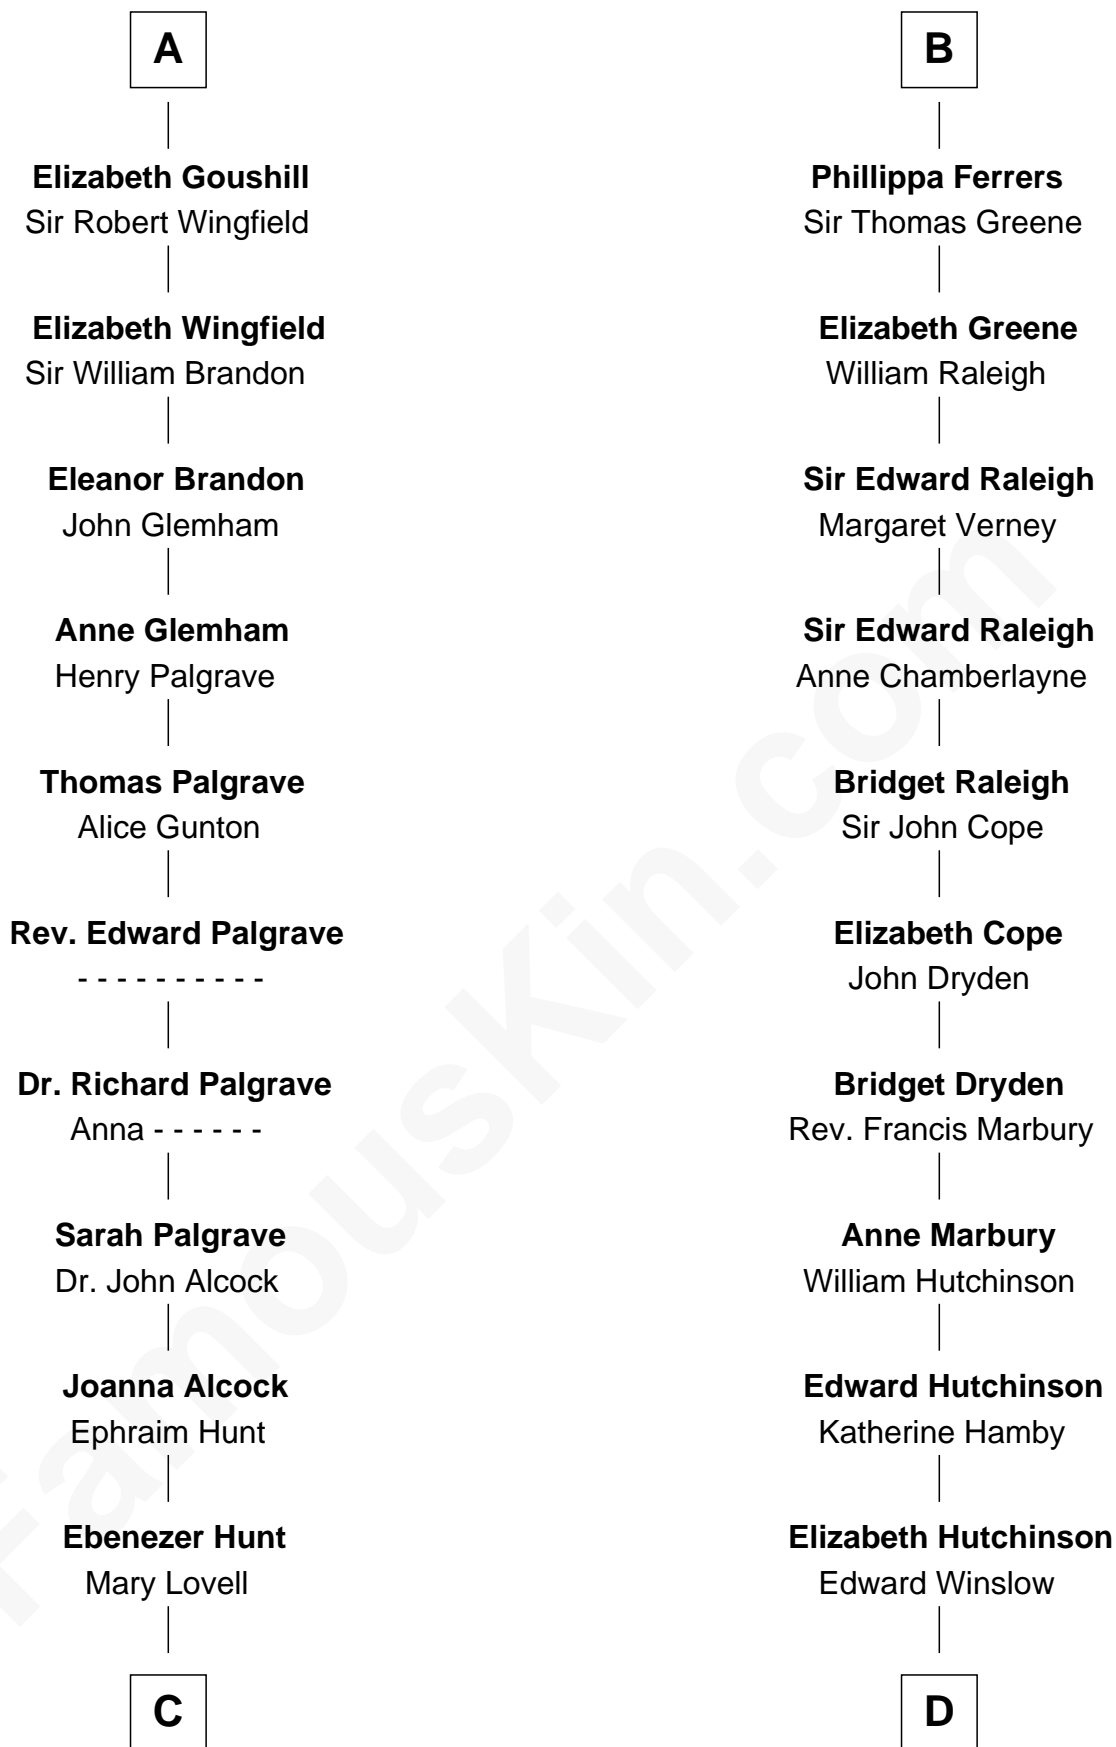 A
Elizabeth Goushill
Sir Robert Wingfield
Elizabeth Wingfield
Sir William Brandon
Eleanor Brandon
John Glemham
Anne Glemham
Henry Palgrave
Thomas Palgrave
Alice Gunton
Rev. Edward Palgrave
- - - - - - - - - -
Dr. Richard Palgrave
Anna - - - - - -
Sarah Palgrave
Dr. John Alcock
Joanna Alcock
Ephraim Hunt
Ebenezer Hunt
Mary Lovell
C
B
Phillippa Ferrers
Sir Thomas Greene
Elizabeth Greene
William Raleigh
Sir Edward Raleigh
Margaret Verney
Sir Edward Raleigh
Anne Chamberlayne
Bridget Raleigh
Sir John Cope
Elizabeth Cope
John Dryden
Bridget Dryden
Rev. Francis Marbury
Anne Marbury
William Hutchinson
Edward Hutchinson
Katherine Hamby
Elizabeth Hutchinson
Edward Winslow
D
FamousKin.com